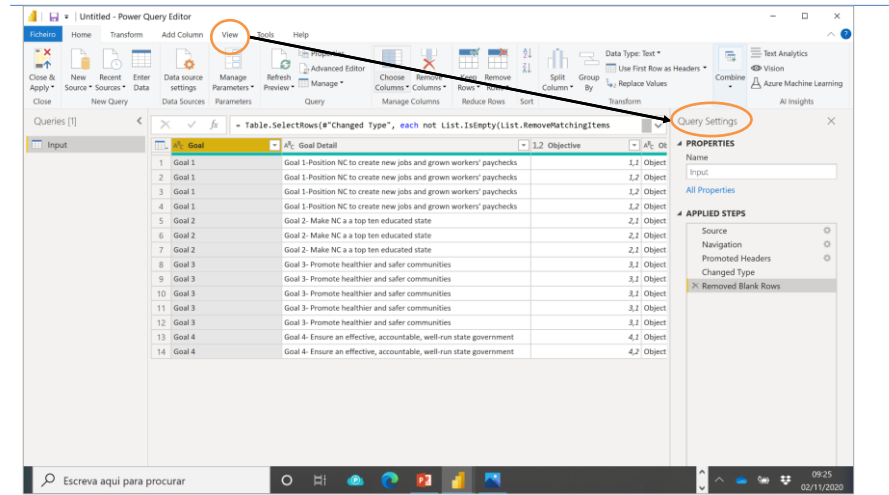 Untitled - Power Query Editor
Ficheiro Home Transform Add Column View Tools Help
Close & Apply
New Source
Recent Sources
Enter Data
Data source settings
Manage Parameters
Refresh Preview
Properties
Advanced Editor
Manage
Choose Columns
Remove Columns
Keep Rows
Remove Rows
Split Column
Group By
Data Type: Text
Use First Row as Headers
Replace Values
Combine
Text Analytics
Vision
Azure Machine Learning
Close New Query Data Sources Parameters Query Manage Columns Reduce Rows Sort Transform AI Insights
Queries [1]
Input
fx = Table.SelectRows(#"Changed Type", each not List.IsEmpty(List.RemoveMatchingItems
Goal Goal Detail 1.2 Objective Ob
1 Goal 1 Goal 1-Position NC to create new jobs and grown workers' paychecks 1,1 Object
2 Goal 1 Goal 1-Position NC to create new jobs and grown workers' paychecks 1,2 Object
3 Goal 1 Goal 1-Position NC to create new jobs and grown workers' paychecks 1,2 Object
4 Goal 1 Goal 1-Position NC to create new jobs and grown workers' paychecks 1,2 Object
5 Goal 2 Goal 2- Make NC a a top ten educated state 2,1 Object
6 Goal 2 Goal 2- Make NC a a top ten educated state 2,1 Object
7 Goal 2 Goal 2- Make NC a a top ten educated state 2,1 Object
8 Goal 3 Goal 3- Promote healthier and safer communities 3,1 Object
9 Goal 3 Goal 3- Promote healthier and safer communities 3,1 Object
10 Goal 3 Goal 3- Promote healthier and safer communities 3,1 Object
11 Goal 3 Goal 3- Promote healthier and safer communities 3,1 Object
12 Goal 3 Goal 3- Promote healthier and safer communities 3,1 Object
13 Goal 4 Goal 4- Ensure an effective, accountable, well-run state government 4,1 Object
14 Goal 4 Goal 4- Ensure an effective, accountable, well-run state government 4,2 Object
Query Settings
PROPERTIES
Name
Input
All Properties
APPLIED STEPS
Source
Navigation
Promoted Headers
Changed Type
Removed Blank Rows
Escreva aqui para procurar
09:25
02/11/2020